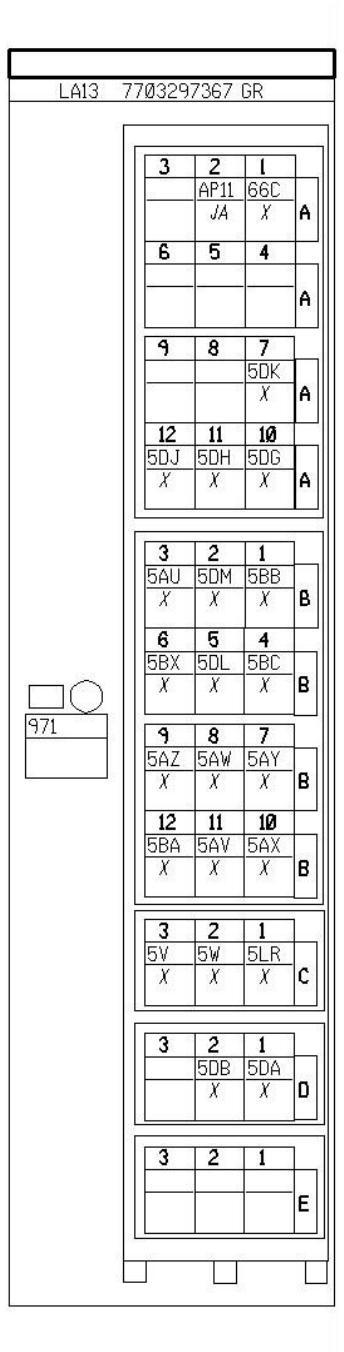 LA13 7703297367 GR
3 2 1
AP11 66C
JA X A
6 5 4
A
9 8 7
5DK
X A
12 11 10
5DJ 5DH 5DG
X X X A
3 2 1
5AU 5DM 5BB
X X X B
6 5 4
5BX 5DL 5BC
X X X B
971
9 8 7
5AZ 5AW 5AY
X X X B
12 11 10
5BA 5AV 5AX
X X X B
3 2 1
5V 5W 5LR
X X X C
3 2 1
5DB 5DA
X X D
3 2 1
E